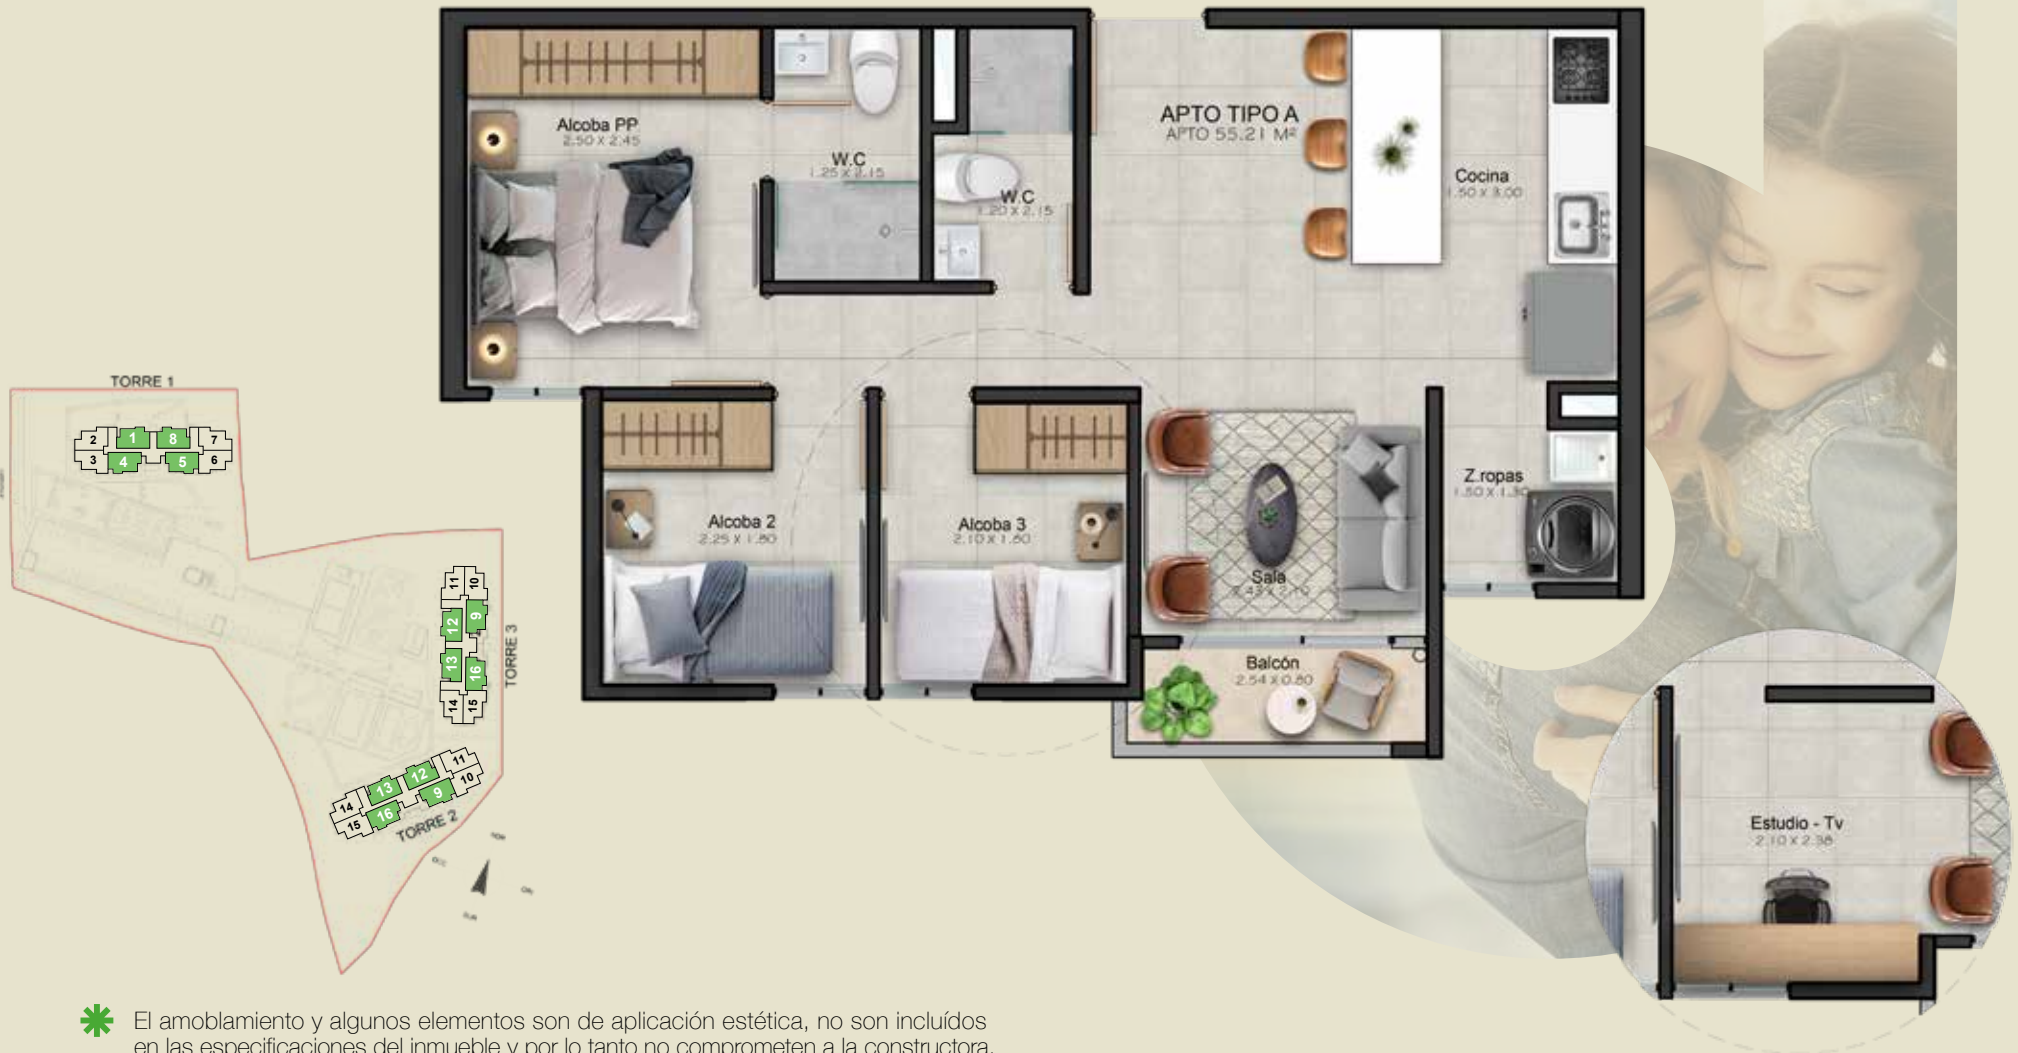 APTO TIPO A
APTO 55.21 M²
Alcoba PP
2.50 X 2.45
W.C
1.25 X 2.15
W.C
1.20 X 2.15
Cocina
1.50 X 3.00
Alcoba 2
2.25 X 1.80
Alcoba 3
2.10 X 1.80
Sala
Z.ropas
1.50 X 1.30
Balcón
2.54 X 0.80
Estudio - Tv
2.10 X 2.38
TORRE 1
2 1 8 7
3 4 5 6
TORRE 3
11 10
12 9
13 16
14 15
TORRE 2
14 13 12 11
15 16 9 10
El amoblamiento y algunos elementos son de aplicación estética, no son incluídos
en las especificaciones del inmueble y por lo tanto no comprometen a la constructora.